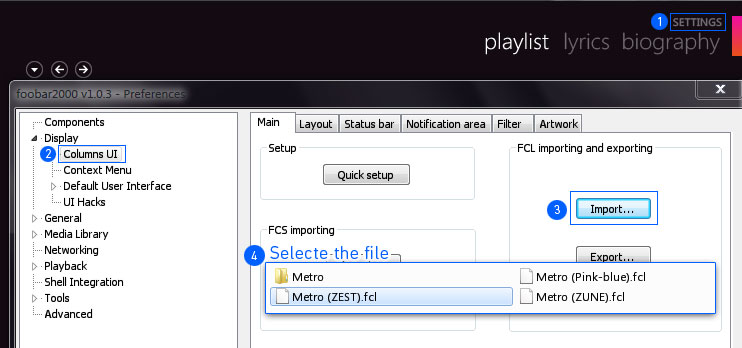 1 SETTINGS
playlist lyrics biography
foobar2000 v1.0.3 - Preferences
Components
Display
2 Columns UI
Context Menu
Default User Interface
UI Hacks
General
Media Library
Networking
Playback
Shell Integration
Tools
Advanced
Main Layout Status bar Notification area Filter Artwork
Setup
Quick setup
FCL importing and exporting
3 Import...
Export...
FCS importing
4 Selecte the file
Metro Metro (Pink-blue).fcl
Metro (ZEST).fcl Metro (ZUNE).fcl